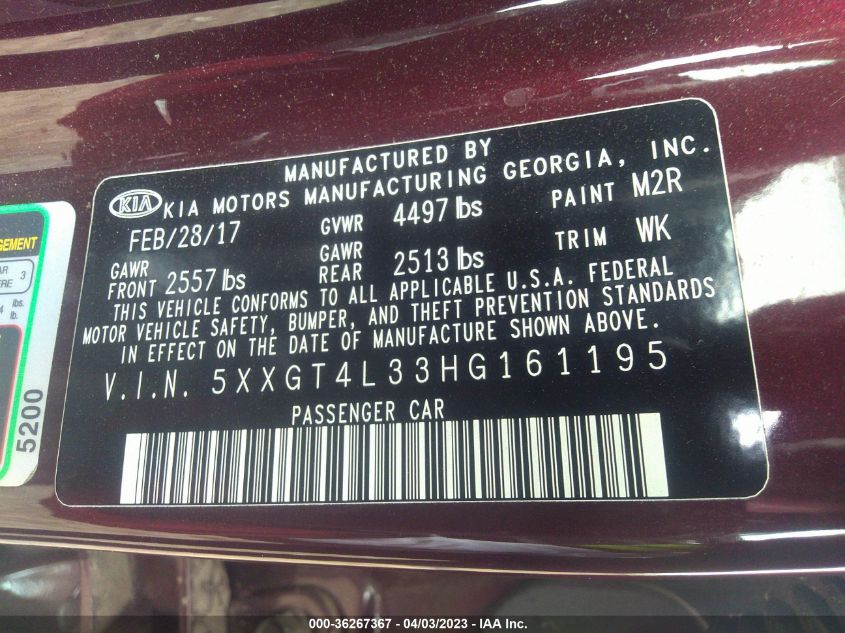 MANUFACTURED BY
KIA KIA MOTORS MANUFACTURING GEORGIA, INC.
FEB/28/17 GVWR 4497 lbs PAINT M2R
GAWR FRONT 2557 lbs GAWR REAR 2513 lbs TRIM WK
THIS VEHICLE CONFORMS TO ALL APPLICABLE U.S.A. FEDERAL
MOTOR VEHICLE SAFETY, BUMPER, AND THEFT PREVENTION STANDARDS
IN EFFECT ON THE DATE OF MANUFACTURE SHOWN ABOVE.
V.I.N. 5XXGT4L33HG161195
PASSENGER CAR
5200
000-36267367 - 04/03/2023 - IAA Inc.